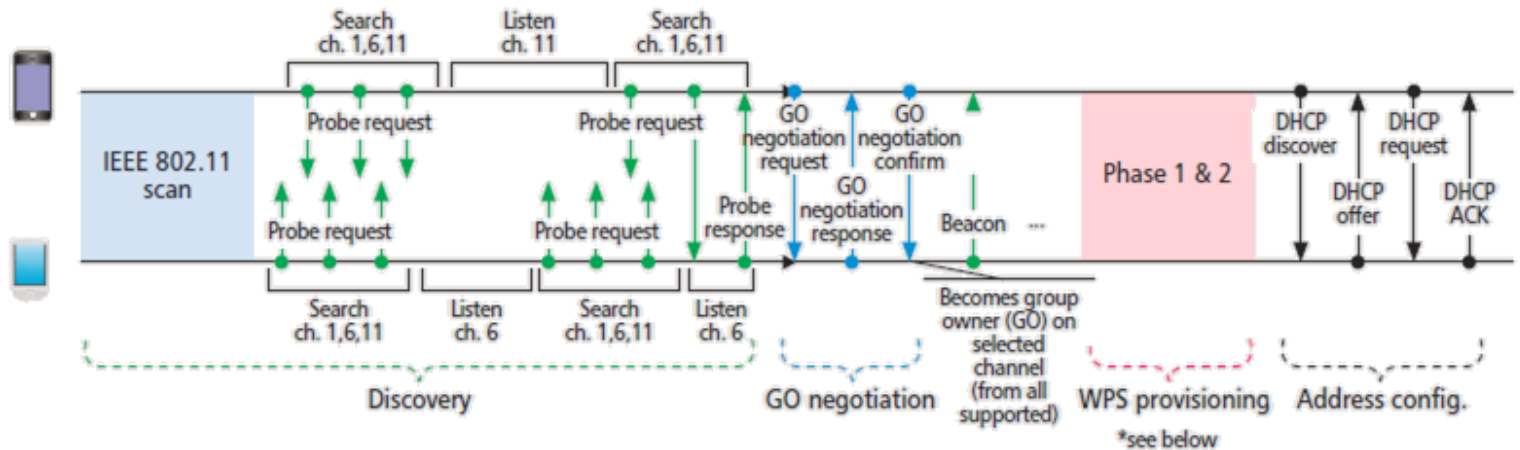 Search
ch. 1,6,11
Listen
ch. 11
Search
ch. 1,6,11
IEEE 802.11
scan
Probe request
Probe request
Probe request
Probe request
Probe
response
GO
negotiation
request
GO
negotiation
response
GO
negotiation
confirm
Beacon ...
Phase 1 & 2
DHCP
discover
DHCP
offer
DHCP
request
DHCP
ACK
Search
ch. 1,6,11
Listen
ch. 6
Search
ch. 1,6,11
Listen
ch. 6
Becomes group
owner (GO) on
selected
channel
(from all
supported)
Discovery
GO negotiation
WPS provisioning
*see below
Address config.